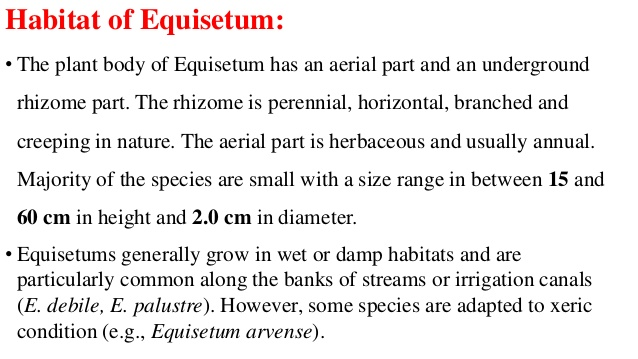 Habitat of Equisetum:
• The plant body of Equisetum has an aerial part and an underground
rhizome part. The rhizome is perennial, horizontal, branched and
creeping in nature. The aerial part is herbaceous and usually annual.
Majority of the species are small with a size range in between 15 and
60 cm in height and 2.0 cm in diameter.
• Equisetums generally grow in wet or damp habitats and are
particularly common along the banks of streams or irrigation canals
(E. debile, E. palustre). However, some species are adapted to xeric
condition (e.g., Equisetum arvense).